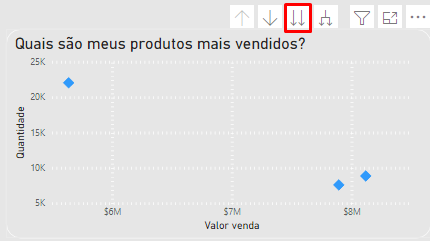 Quais são meus produtos mais vendidos?
25K
20K
15K
10K
5K
Quantidade
$6M $7M $8M
Valor venda